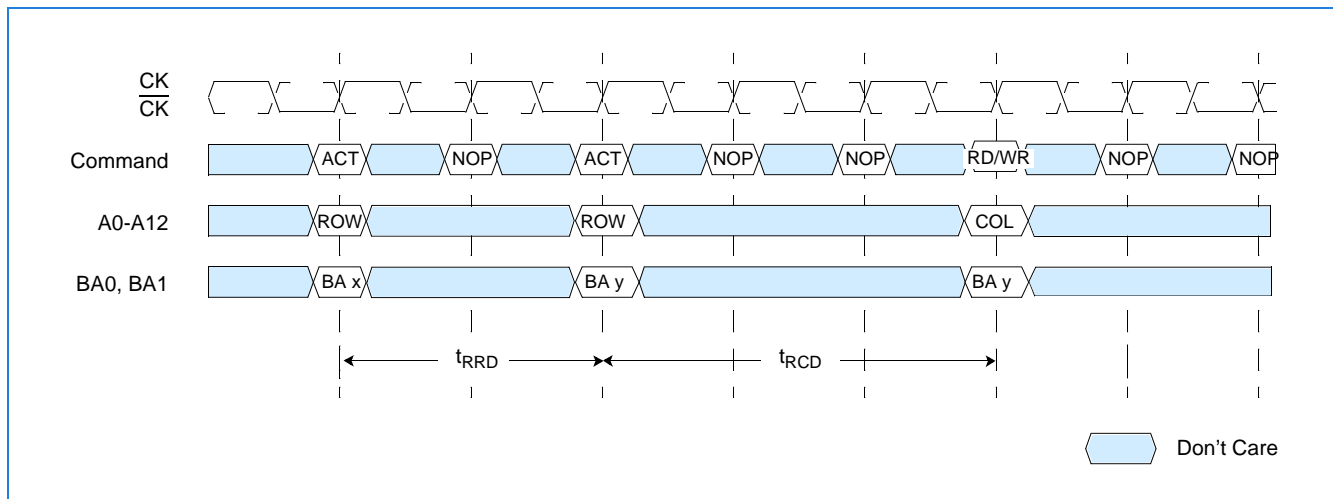 CK
CK
Command ACT NOP ACT NOP NOP RD/WR NOP NOP
A0-A12 ROW ROW COL
BA0, BA1 BA x BA y BA y
tRRD tRCD
Don't Care